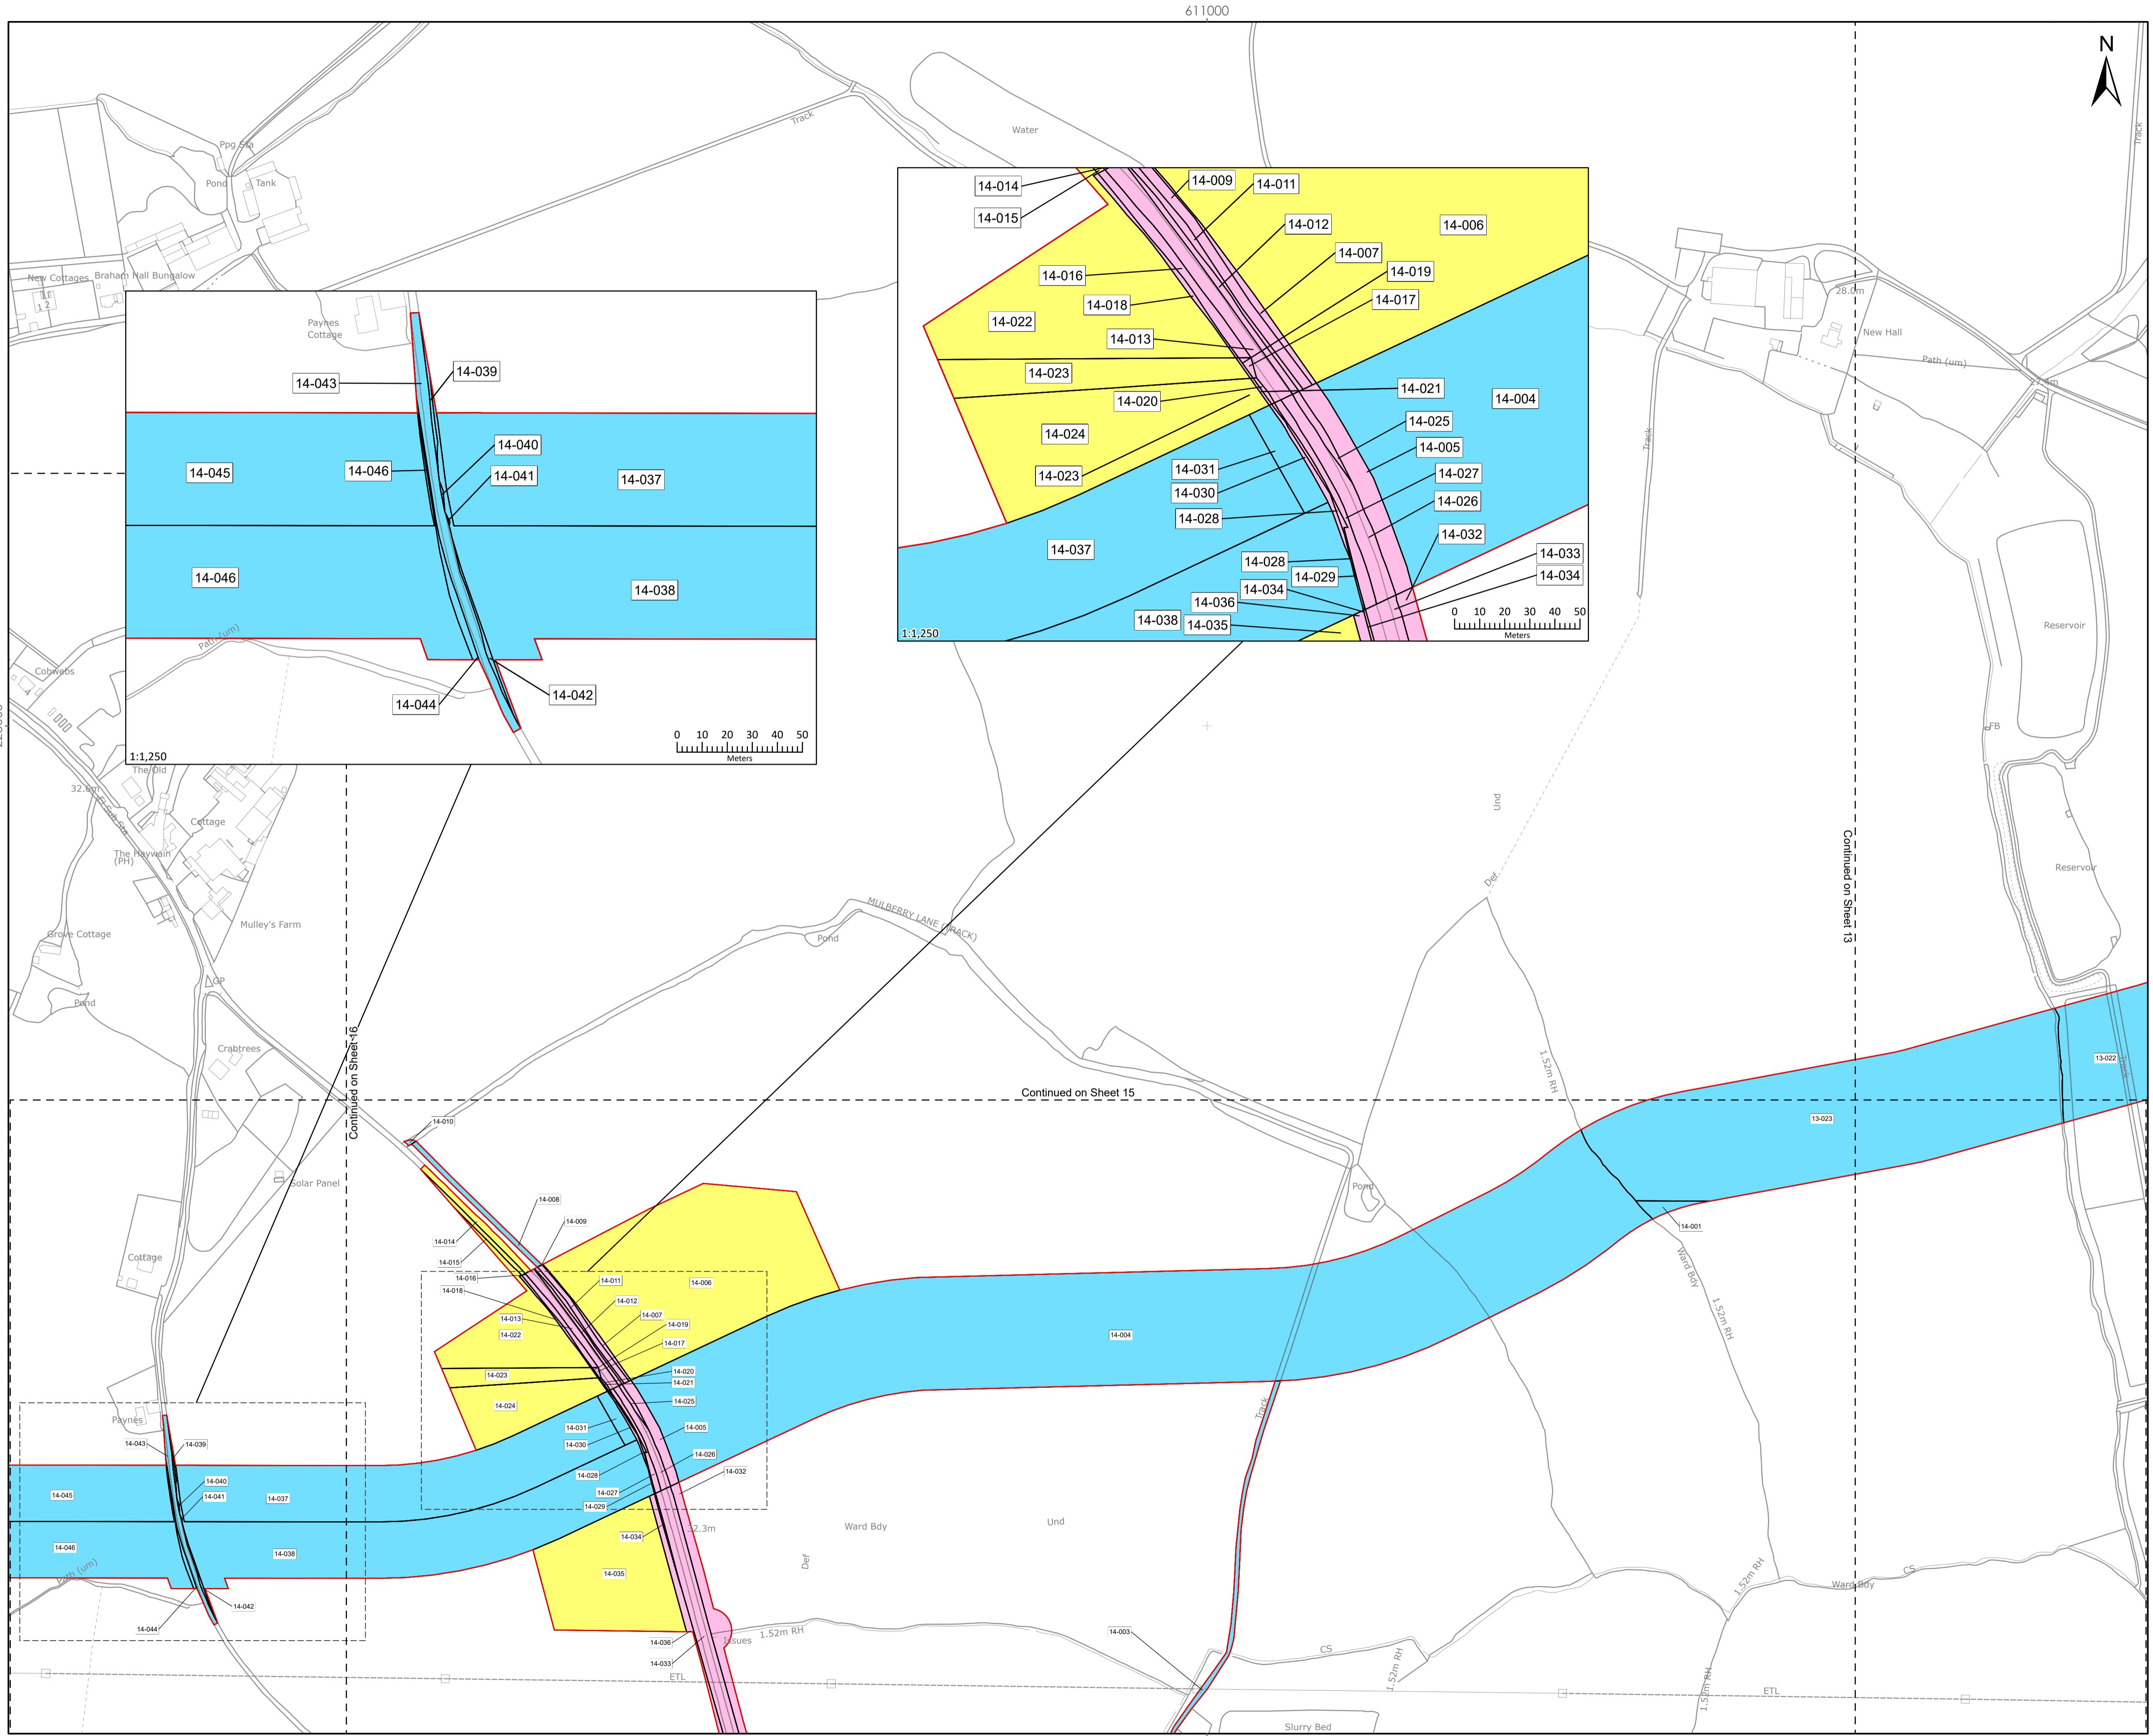 611000
N
Track
Track
Water
Ppg Sta
Pond
Tank
New Cottages
Braham Hall Bungalow
1 2
14-014
14-009
14-011
14-015
14-012
14-006
14-007
14-019
14-016
14-017
14-018
14-022
14-013
14-023
14-021
14-004
14-020
14-025
14-024
14-005
14-031
14-023
14-027
14-030
14-026
14-028
14-032
14-037
14-033
14-028
14-029
14-034
14-034
14-036
14-038
14-035
0 10 20 30 40 50
Meters
1:1,250
28.0m
New Hall
Path (um)
27.4m
Track
Paynes
Cottage
14-043
14-039
14-040
14-045
14-046
14-041
14-037
14-046
14-038
14-042
14-044
0 10 20 30 40 50
Meters
1:1,250
Path (um)
Reservoir
Cobwebs
4
FB
The Old
32.6m
El Sub Sta
Cottage
The Haywain
(PH)
Und
Def
Continued on Sheet 13
Reservoir
Mulley's Farm
Grove Cottage
MULBERRY LANE (TRACK)
Pond
GP
Pond
Crabtrees
Continued on Sheet 16
1.52m RH
13-022
Track
Continued on Sheet 15
13-023
14-010
Solar Panel
Pond
14-008
14-009
14-001
14-014
14-015
Ward Bdy
Cottage
14-016
14-011
14-006
14-018
14-012
1.52m RH
14-013
14-007
14-019
14-022
14-004
14-017
14-020
14-023
14-021
14-025
14-024
Track
Paynes
14-031
14-005
14-043
14-039
14-030
14-026
14-028
14-032
14-040
14-027
14-045
14-041
14-037
14-029
32.3m
Ward Bdy
Und
14-034
14-046
14-038
Def
Path (um)
14-035
1.52m RH
CS
Ward Bdy
14-042
14-044
14-036
Issues
1.52m RH
14-003
14-033
CS
ETL
1.52m RH
1.52m RH
ETL
Slurry Bed